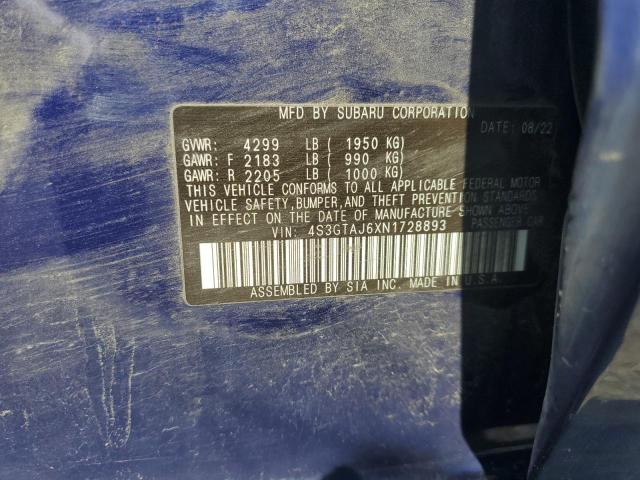 MFD BY SUBARU CORPORATION
DATE: 08/22
GVWR: 4299 LB ( 1950 KG)
GAWR: F 2183 LB ( 990 KG)
GAWR: R 2205 LB ( 1000 KG)
THIS VEHICLE CONFORMS TO ALL APPLICABLE FEDERAL MOTOR
VEHICLE SAFETY, BUMPER, AND THEFT PREVENTION STANDARDS
IN EFFECT ON THE DATE OF MANUFACTURE SHOWN ABOVE.
VIN: 4S3GTAJ6XN1728893 PASSENGER CAR
ASSEMBLED BY SIA INC. MADE IN U.S.A.